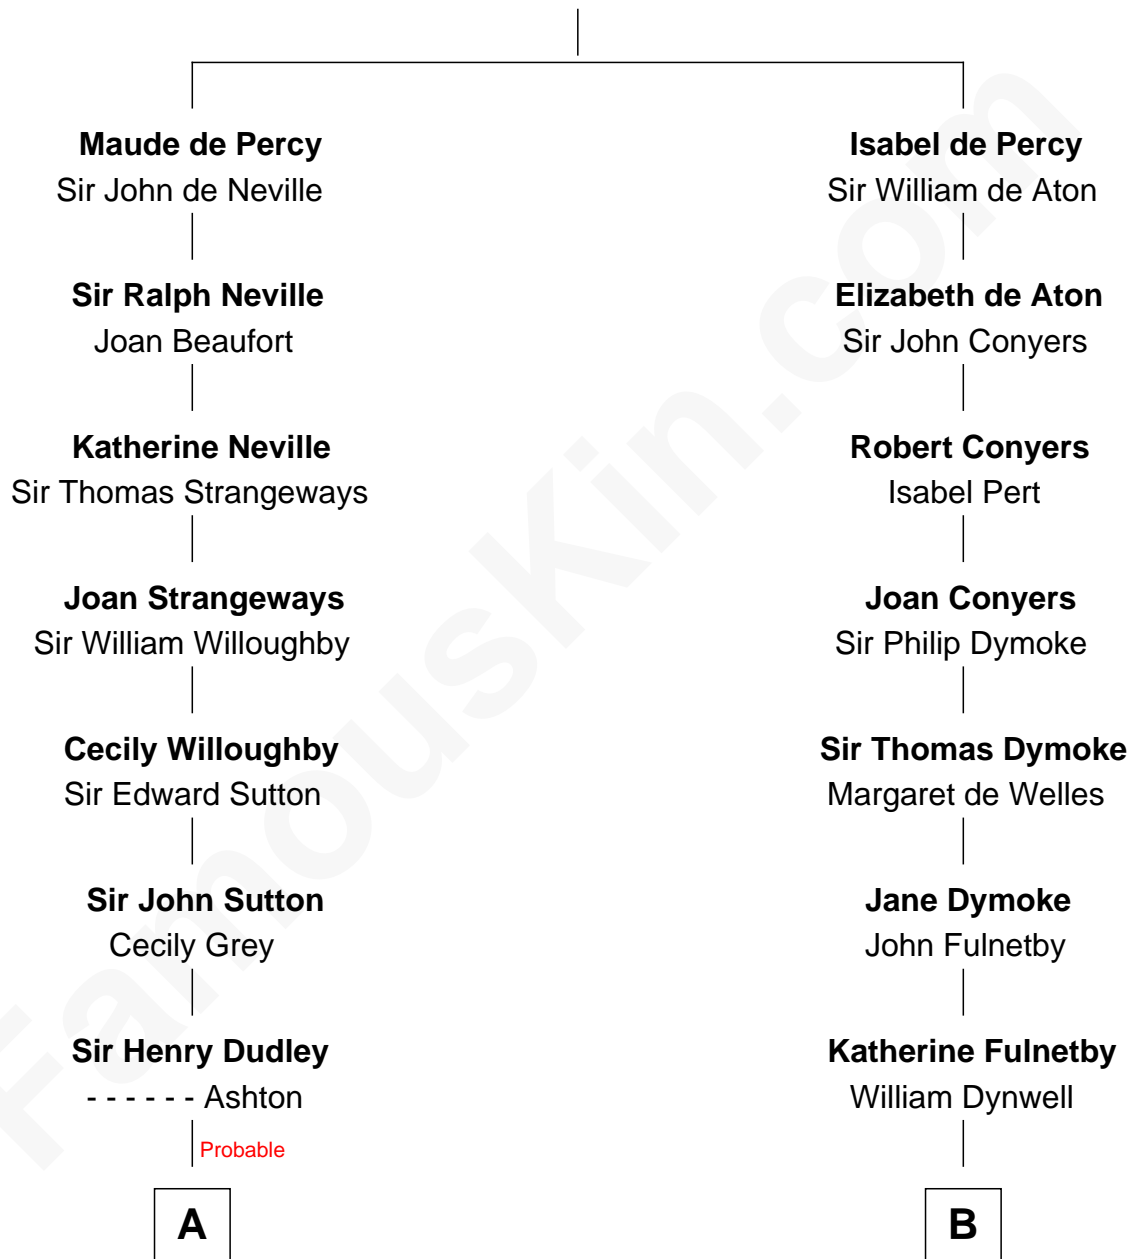 Maude de Percy
Sir John de Neville
Isabel de Percy
Sir William de Aton
Sir Ralph Neville
Joan Beaufort
Elizabeth de Aton
Sir John Conyers
Katherine Neville
Sir Thomas Strangeways
Robert Conyers
Isabel Pert
Joan Strangeways
Sir William Willoughby
Joan Conyers
Sir Philip Dymoke
Cecily Willoughby
Sir Edward Sutton
Sir Thomas Dymoke
Margaret de Welles
Sir John Sutton
Cecily Grey
Jane Dymoke
John Fulnetby
Sir Henry Dudley
- - - - - - Ashton
Katherine Fulnetby
William Dynwell
Probable
A
B
FamousKin.com